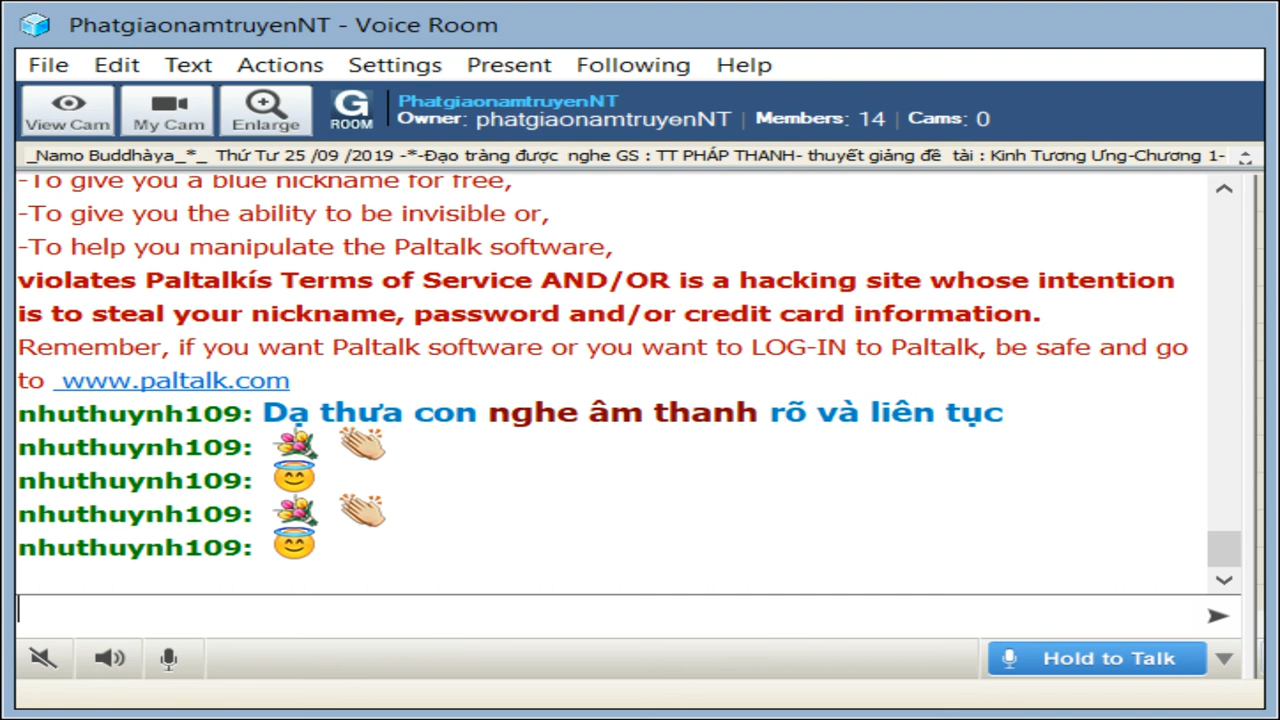 PhatgiaonamtruyenNT - Voice Room
File Edit Text Actions Settings Present Following Help
View Cam My Cam Enlarge G ROOM
PhatgiaonamtruyenNT
Owner: phatgiaonamtruyenNT | Members: 14 | Cams: 0
_Namo Buddhàya_*_ Thứ Tư 25 /09 /2019 -*-Đạo tràng được nghe GS : TT PHÁP THANH- thuyết giảng đề tài : Kinh Tương Ưng-Chương 1-
-To give you a blue nickname for free,
-To give you the ability to be invisible or,
-To help you manipulate the Paltalk software,
violates Paltalkís Terms of Service AND/OR is a hacking site whose intention
is to steal your nickname, password and/or credit card information.
Remember, if you want Paltalk software or you want to LOG-IN to Paltalk, be safe and go
to www.paltalk.com
nhuthuynh109: Dạ thưa con nghe âm thanh rõ và liên tục
nhuthuynh109:
nhuthuynh109:
nhuthuynh109:
nhuthuynh109:
Hold to Talk